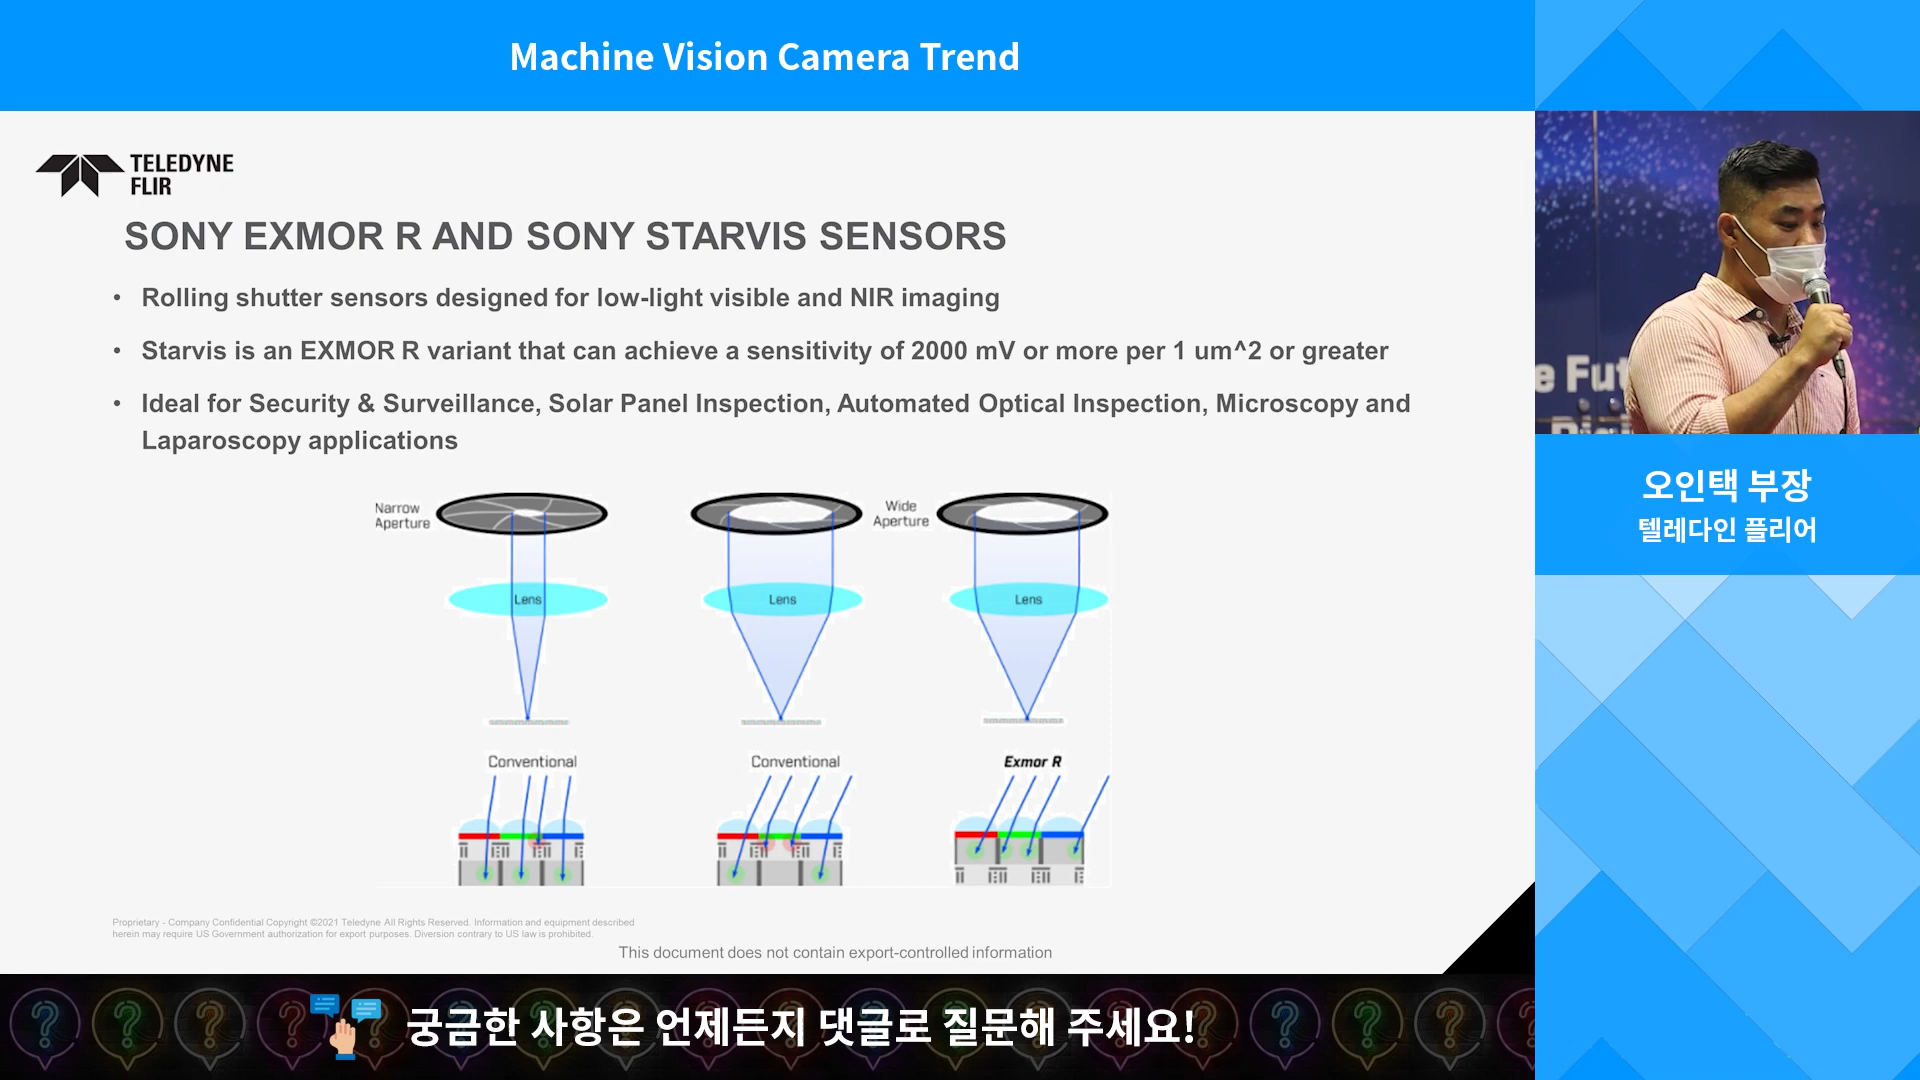 Machine Vision Camera Trend
TELEDYNE
FLIR
SONY EXMOR R AND SONY STARVIS SENSORS
• Rolling shutter sensors designed for low-light visible and NIR imaging
• Starvis is an EXMOR R variant that can achieve a sensitivity of 2000 mV or more per 1 um^2 or greater
• Ideal for Security & Surveillance, Solar Panel Inspection, Automated Optical Inspection, Microscopy and
Laparoscopy applications
Narrow
Aperture
Wide
Aperture
Lens
Lens
Lens
Conventional
Conventional
Exmor R
Proprietary - Company Confidential Copyright ©2021 Teledyne All Rights Reserved. Information and equipment described
herein may require US Government authorization for export purposes. Diversion contrary to US law is prohibited.
This document does not contain export-controlled information
e Fut
오인택 부장
텔레다인 플리어
궁금한 사항은 언제든지 댓글로 질문해 주세요!